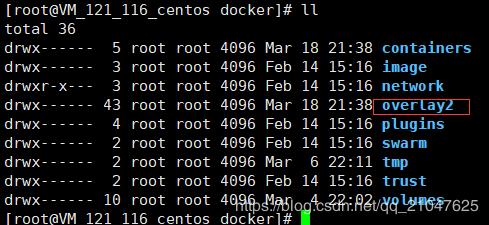 [root@VM_121_116_centos docker]# ll
total 36
drwx------  5 root root 4096 Mar 18 21:38 containers
drwx------  3 root root 4096 Feb 14 15:16 image
drwxr-x---  3 root root 4096 Feb 14 15:16 network
drwx------ 43 root root 4096 Mar 18 21:38 overlay2
drwx------  4 root root 4096 Feb 14 15:16 plugins
drwx------  2 root root 4096 Feb 14 15:16 swarm
drwx------  2 root root 4096 Mar  6 22:11 tmp
drwx------  2 root root 4096 Feb 14 15:16 trust
drwx------ 10 root root 4096 Mar  4 22:02 volumes
[root@VM_121_116_centos docker]#
https://blog.csdn.net/qq_21047625